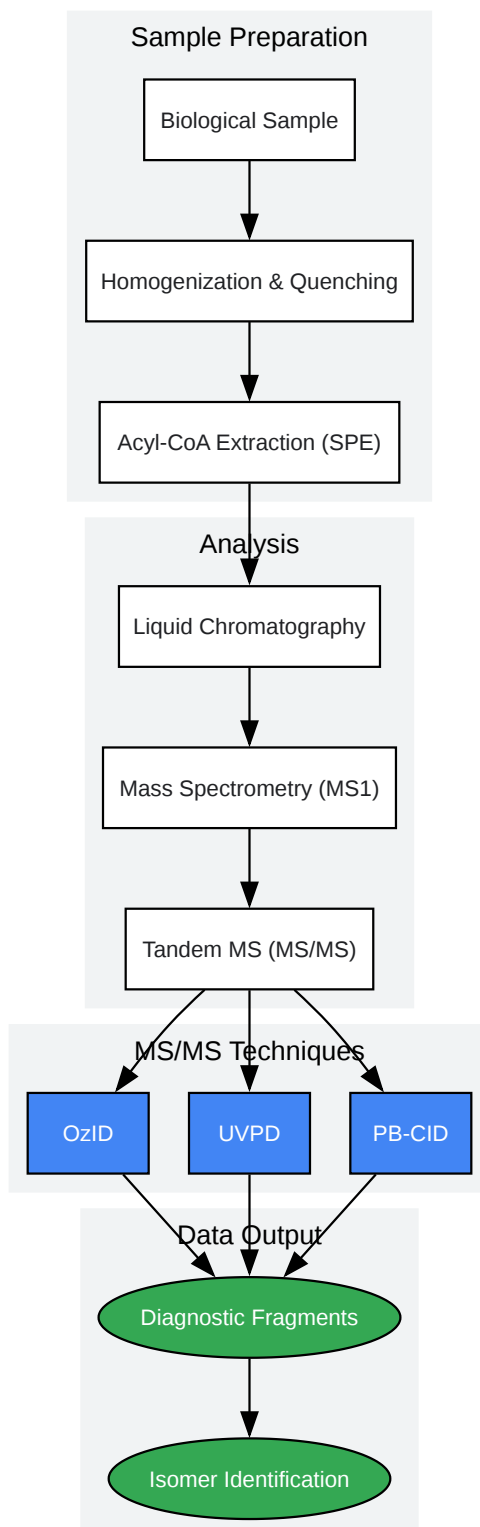 Sample Preparation
Biological Sample
Homogenization & Quenching
Acyl-CoA Extraction (SPE)
Analysis
Liquid Chromatography
Mass Spectrometry (MS1)
Tandem MS (MS/MS)
MS/MS Techniques
OzID
UVPD
PB-CID
Data Output
Diagnostic Fragments
Isomer Identification